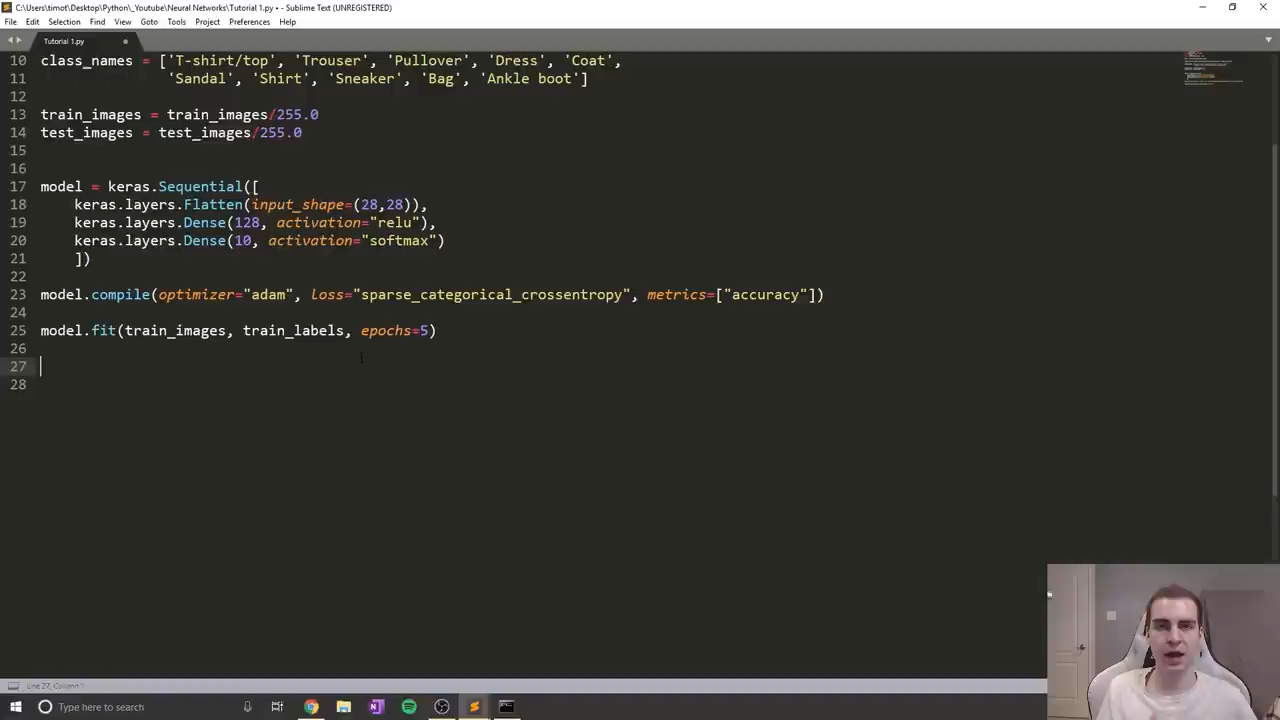 C:\Users\timot\Desktop\Python\_Youtube\Neural Networks\Tutorial 1.py • - Sublime Text (UNREGISTERED)
File Edit Selection Find View Goto Tools Project Preferences Help
Tutorial 1.py
10 class_names = ['T-shirt/top', 'Trouser', 'Pullover', 'Dress', 'Coat',
11 'Sandal', 'Shirt', 'Sneaker', 'Bag', 'Ankle boot']
12
13 train_images = train_images/255.0
14 test_images = test_images/255.0
15
16
17 model = keras.Sequential([
18 keras.layers.Flatten(input_shape=(28,28)),
19 keras.layers.Dense(128, activation="relu"),
20 keras.layers.Dense(10, activation="softmax")
21 ])
22
23 model.compile(optimizer="adam", loss="sparse_categorical_crossentropy", metrics=["accuracy"])
24
25 model.fit(train_images, train_labels, epochs=5)
26
27
28
Line 27, Column 1
Type here to search